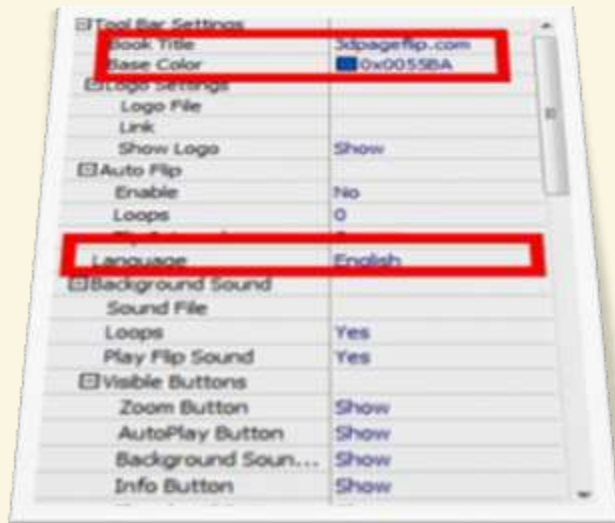 Tool Bar Settings
Book Title 3dpageflip.com
Base Color 0x0055BA
Logo Settings
Logo File
Link
Show Logo Show
Auto Flip
Enable No
Loops 0
Language English
Background Sound
Sound File
Loops Yes
Play Flip Sound Yes
Visible Buttons
Zoom Button Show
AutoPlay Button Show
Background Soun... Show
Info Button Show